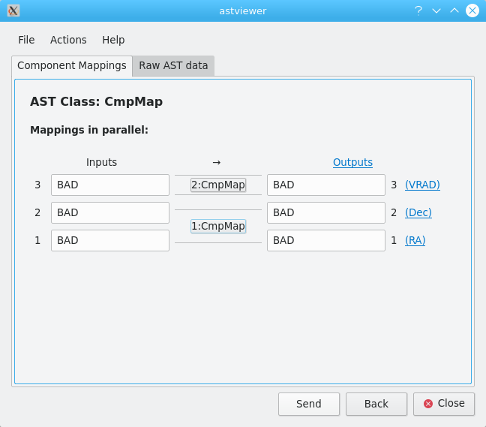 astviewer
File Actions Help
Component Mappings Raw AST data
AST Class: CmpMap
Mappings in parallel:
Inputs → Outputs
3 BAD 2:CmpMap BAD 3 (VRAD)
2 BAD BAD 2 (Dec)
1:CmpMap
1 BAD BAD 1 (RA)
Send Back Close